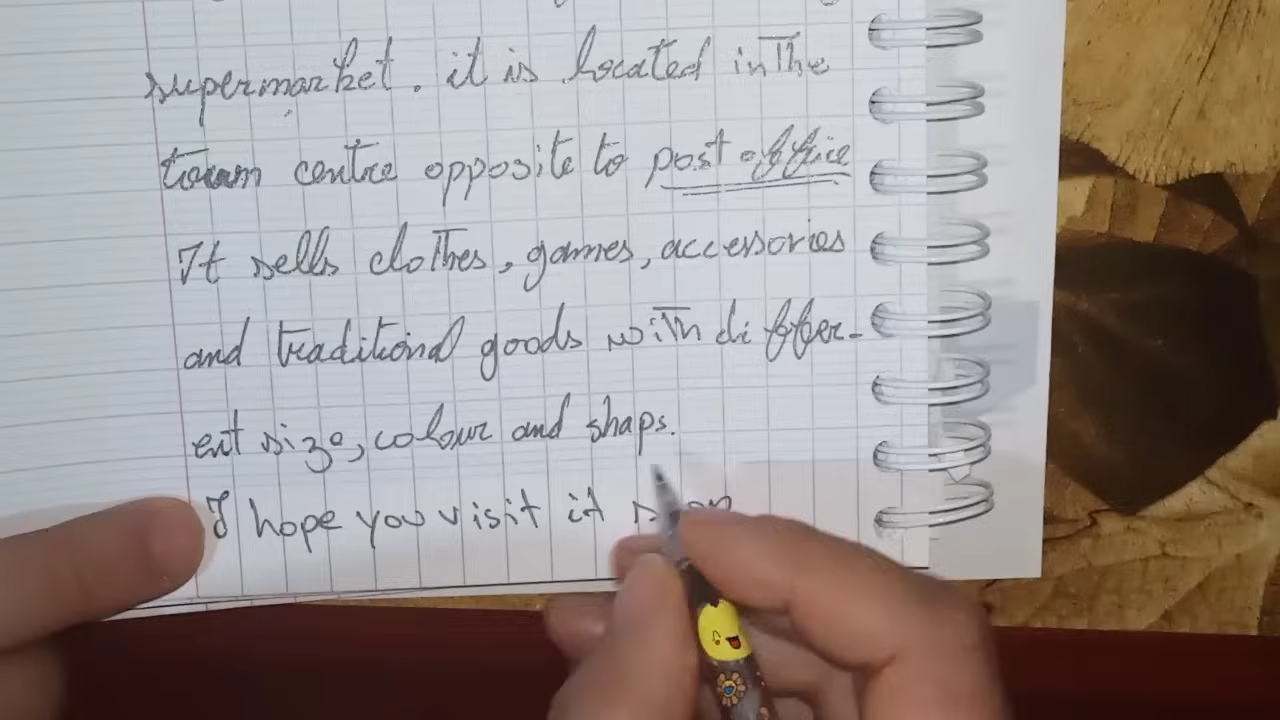 supermarket. it is located in the
town centre opposite to post office
It sells clothes, games, accessories
and traditional goods with differ-
ent size, colour and shaps.
I hope you visit it soon